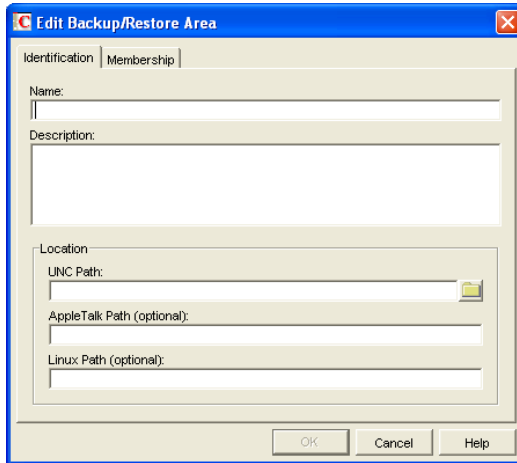 C Edit Backup/Restore Area
Identification Membership
Name:
Description:
Location
UNC Path:
AppleTalk Path (optional):
Linux Path (optional):
OK Cancel Help